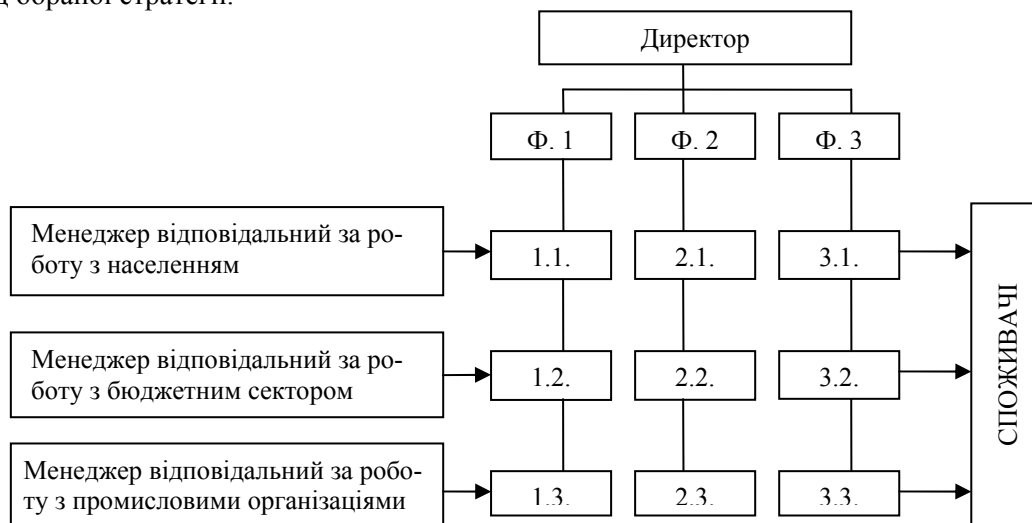 обраної стратегії.
Директор
Ф. 1 Ф. 2 Ф. 3
Менеджер відповідальний за ро-
боту з населенням
1.1. 2.1. 3.1.
Менеджер відповідальний за ро-
боту з бюджетним сектором
1.2. 2.2. 3.2.
Менеджер відповідальний за робо-
ту з промисловими організаціями
1.3. 2.3. 3.3.
СПОЖИВАЧІ